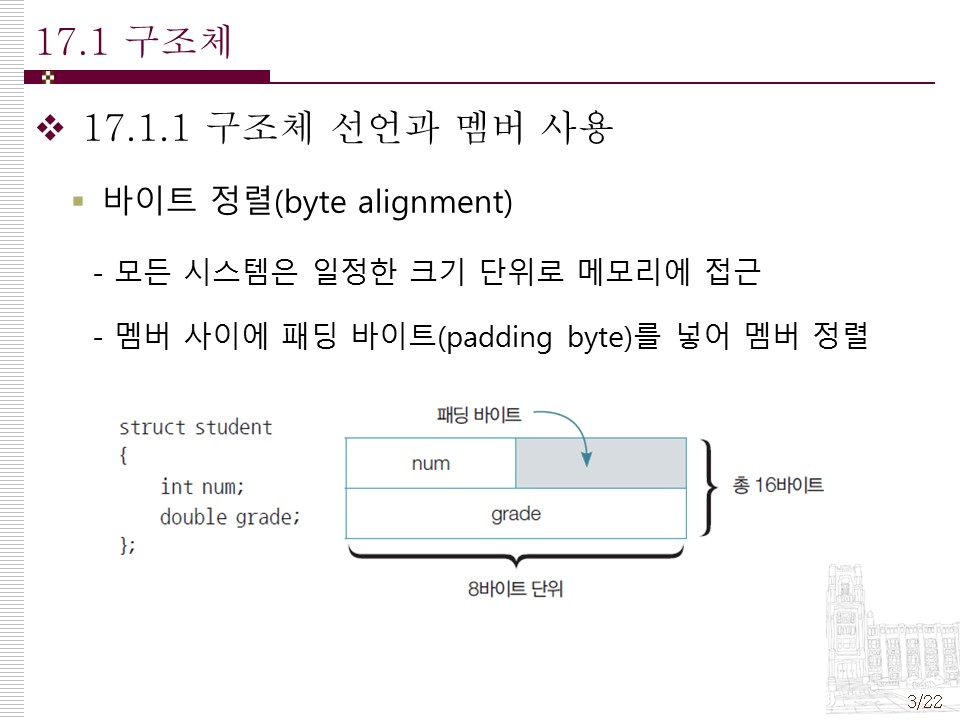 17.1 구조체
17.1.1 구조체 선언과 멤버 사용
바이트 정렬(byte alignment)
- 모든 시스템은 일정한 크기 단위로 메모리에 접근
- 멤버 사이에 패딩 바이트(padding byte)를 넣어 멤버 정렬
struct student
{
int num;
double grade;
};
패딩 바이트
num
grade
총 16바이트
8바이트 단위
3/22